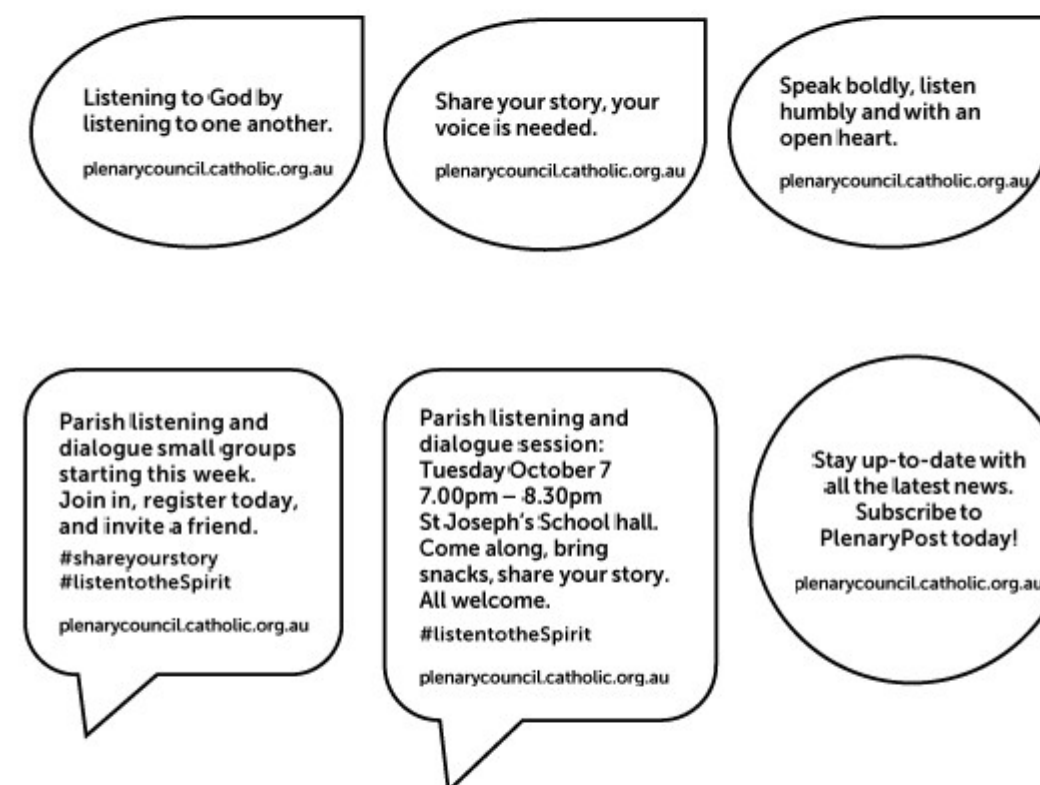 Listening to God by
listening to one another.
plenarycouncil.catholic.org.au
Share your story, your
voice is needed.
plenarycouncil.catholic.org.au
Speak boldly, listen
humbly and with an
open heart.
plenarycouncil.catholic.org.au
Parish listening and
dialogue small groups
starting this week.
Join in, register today,
and invite a friend.
#shareyourstory
#listentotheSpirit
plenarycouncil.catholic.org.au
Parish listening and
dialogue session:
Tuesday October 7
7.00pm – 8.30pm
St Joseph's School hall.
Come along, bring
snacks, share your story.
All welcome.
#listentotheSpirit
plenarycouncil.catholic.org.au
Stay up-to-date with
all the latest news.
Subscribe to
PlenaryPost today!
plenarycouncil.catholic.org.au